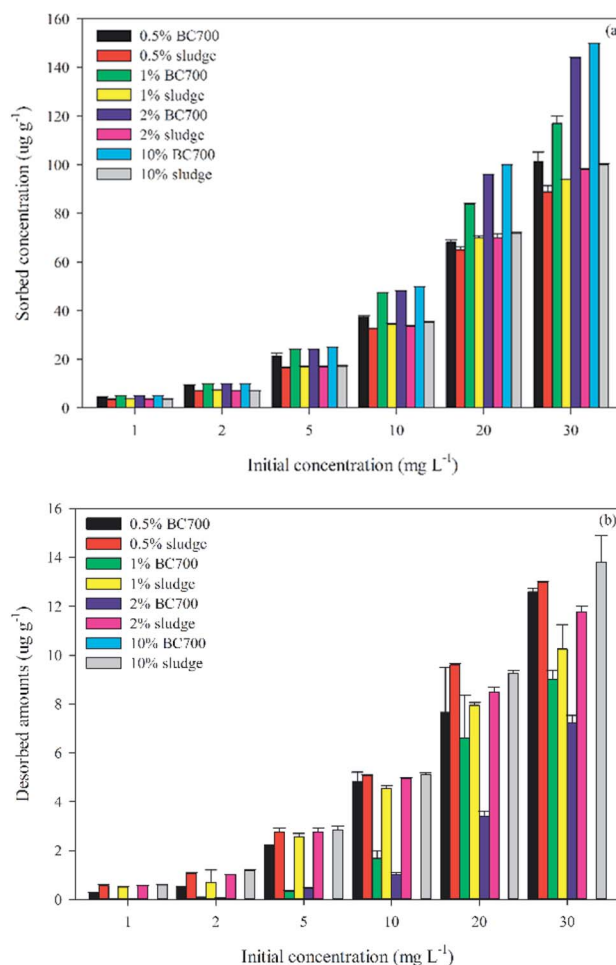 (a)
160
140
120
100
80
60
40
20
0
Sorbed concentration (ug g⁻¹)
0.5% BC700
0.5% sludge
1% BC700
1% sludge
2% BC700
2% sludge
10% BC700
10% sludge
1 2 5 10 20 30
Initial concentration (mg L⁻¹)
(b)
16
14
12
10
8
6
4
2
0
Desorbed amounts (ug g⁻¹)
0.5% BC700
0.5% sludge
1% BC700
1% sludge
2% BC700
2% sludge
10% BC700
10% sludge
1 2 5 10 20 30
Initial concentration (mg L⁻¹)